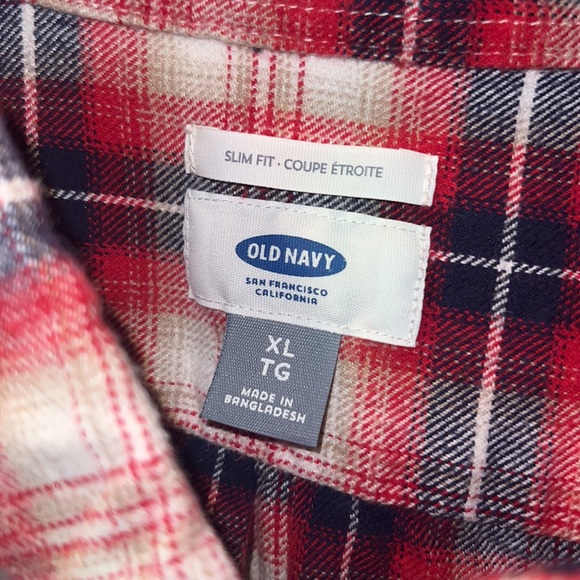 SLIM FIT · COUPE ÉTROITE
OLD NAVY
SAN FRANCISCO
CALIFORNIA
XL
TG
MADE IN
BANGLADESH